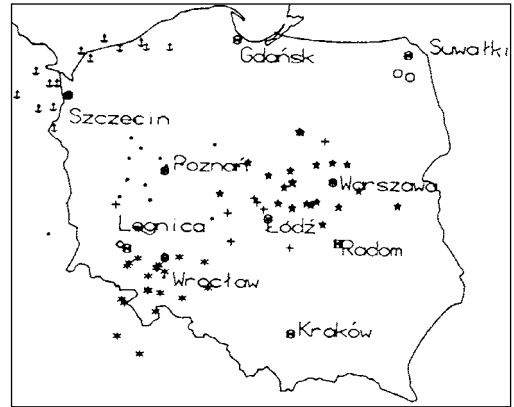 Suwałki
Gdańsk
Szczecin
Poznań
Warszawa
Legnica
Łódź
Radom
Wrocław
Kraków